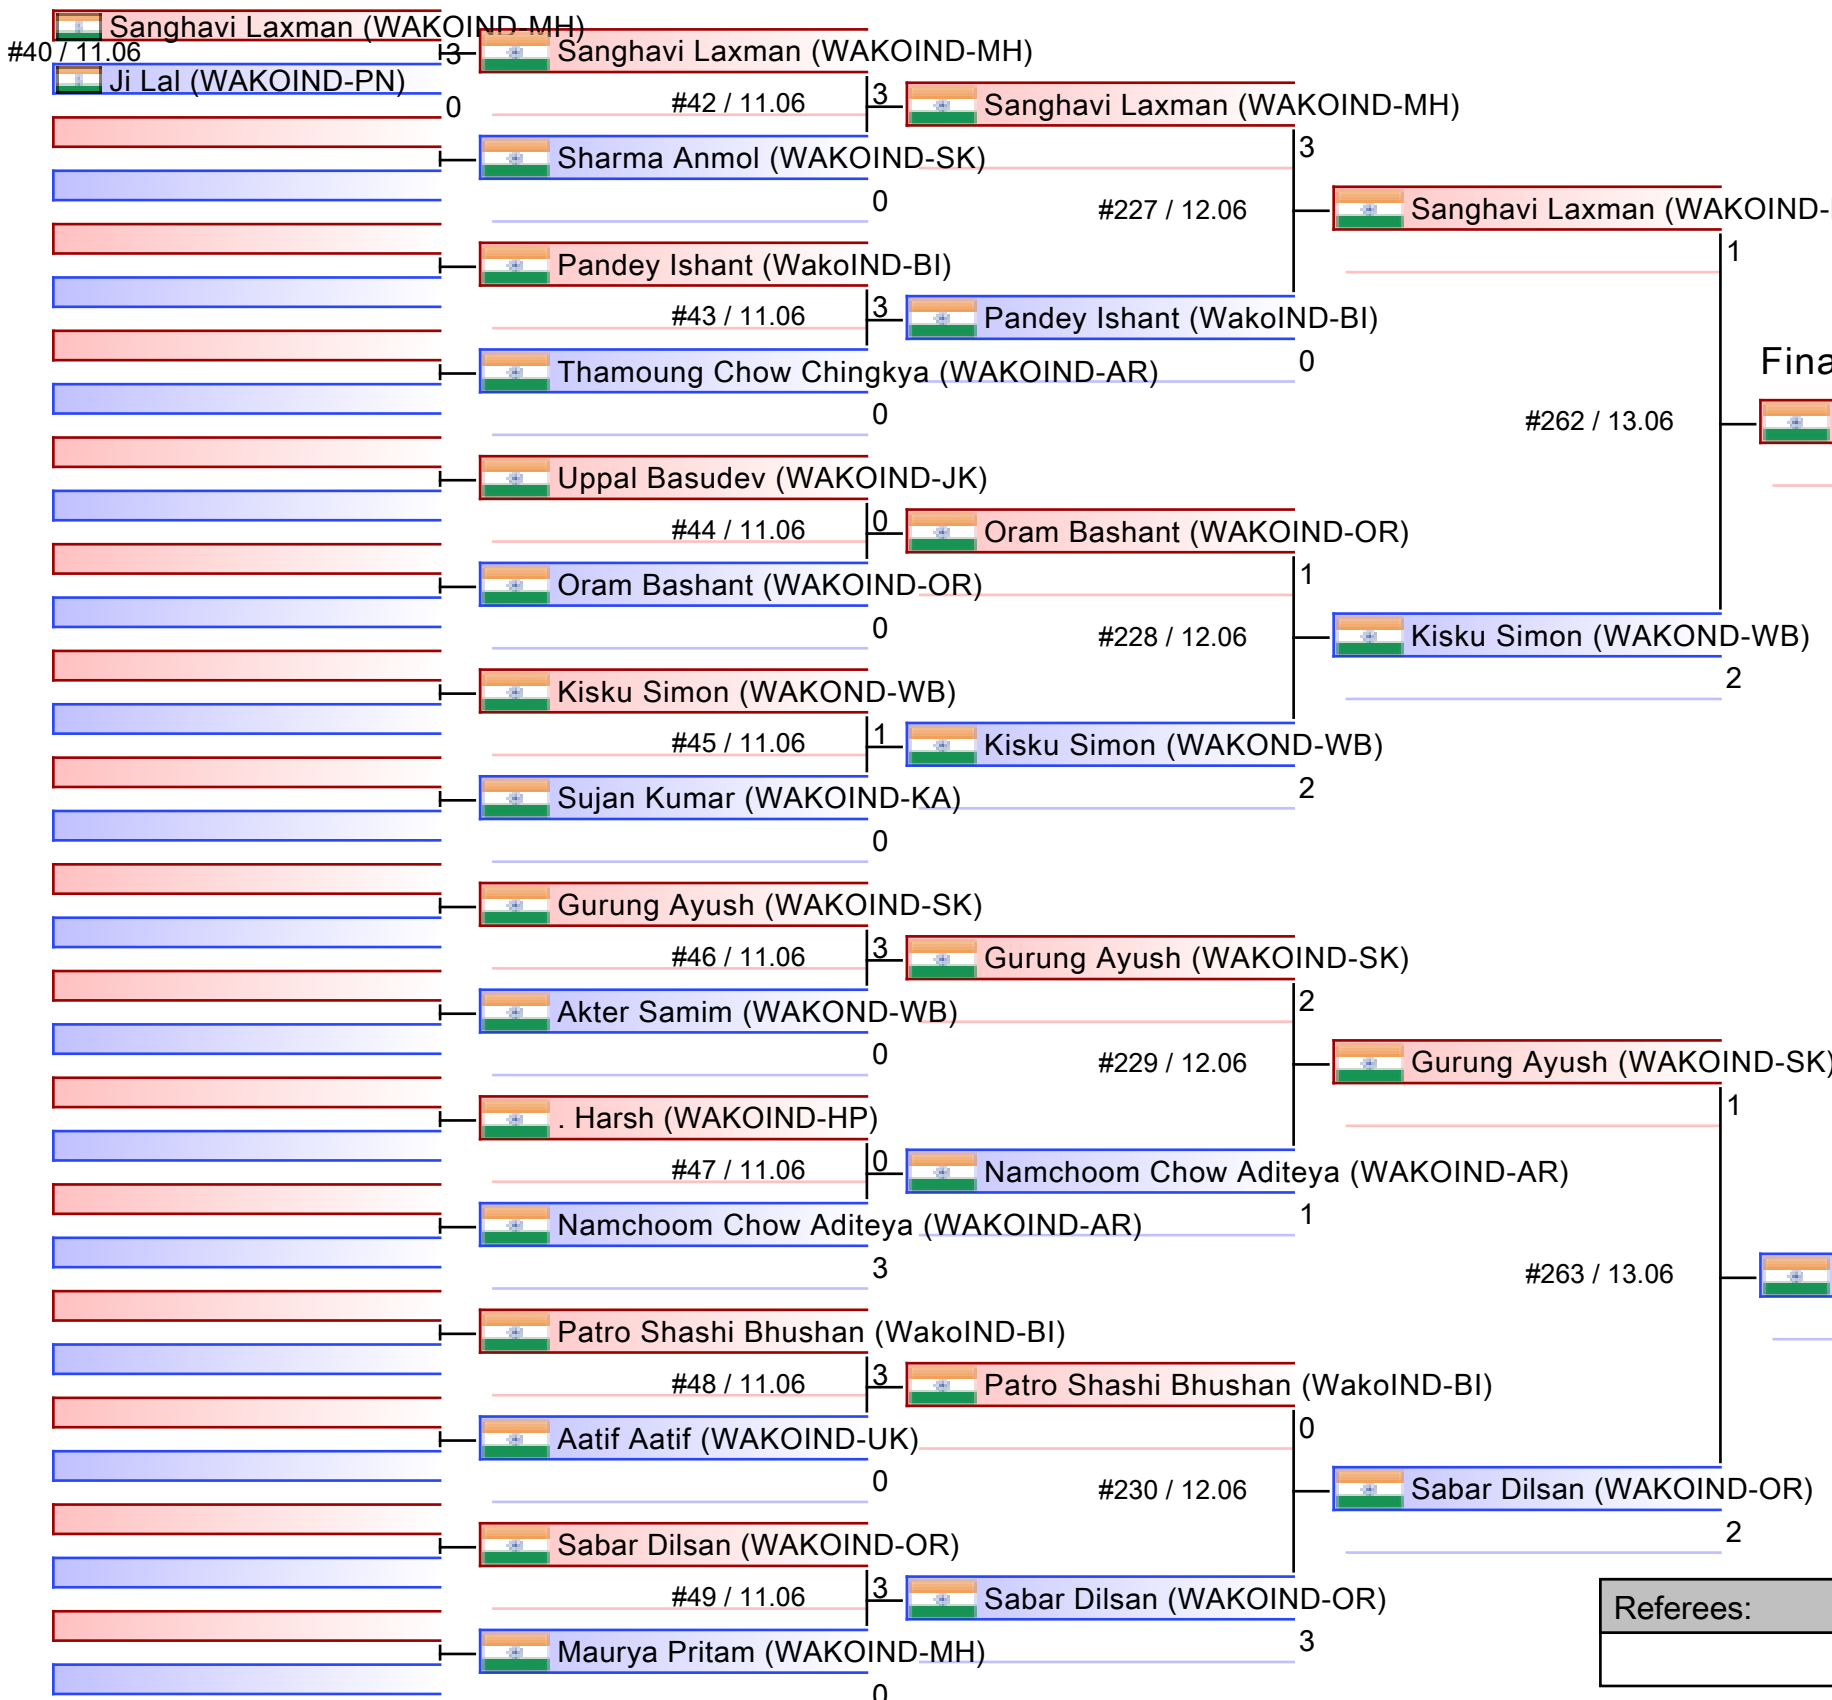 Sanghavi Laxman (WAKOIND-MH)
#40 / 11.06
3
Ji Lal (WAKOIND-PN)
0
Sanghavi Laxman (WAKOIND-MH)
#42 / 11.06
3
Sharma Anmol (WAKOIND-SK)
0
Pandey Ishant (WakoIND-BI)
#43 / 11.06
3
Thamoung Chow Chingkya (WAKOIND-AR)
0
Uppal Basudev (WAKOIND-JK)
#44 / 11.06
0
Oram Bashant (WAKOIND-OR)
0
Kisku Simon (WAKOND-WB)
#45 / 11.06
1
Sujan Kumar (WAKOIND-KA)
0
Gurung Ayush (WAKOIND-SK)
#46 / 11.06
3
Akter Samim (WAKOND-WB)
0
. Harsh (WAKOIND-HP)
#47 / 11.06
0
Namchoom Chow Aditeya (WAKOIND-AR)
3
Patro Shashi Bhushan (WakoIND-BI)
#48 / 11.06
3
Aatif Aatif (WAKOIND-UK)
0
Sabar Dilsan (WAKOIND-OR)
#49 / 11.06
3
Maurya Pritam (WAKOIND-MH)
0
Sanghavi Laxman (WAKOIND-MH)
3
#227 / 12.06
Pandey Ishant (WakoIND-BI)
0
Oram Bashant (WAKOIND-OR)
1
#228 / 12.06
Kisku Simon (WAKOND-WB)
2
Gurung Ayush (WAKOIND-SK)
2
#229 / 12.06
Namchoom Chow Aditeya (WAKOIND-AR)
1
Patro Shashi Bhushan (WakoIND-BI)
0
#230 / 12.06
Sabar Dilsan (WAKOIND-OR)
3
Sanghavi Laxman (WAKOIND-
1
#262 / 13.06
Kisku Simon (WAKOND-WB)
2
Gurung Ayush (WAKOIND-SK)
1
#263 / 13.06
Sabar Dilsan (WAKOIND-OR)
2
Fina
Referees: